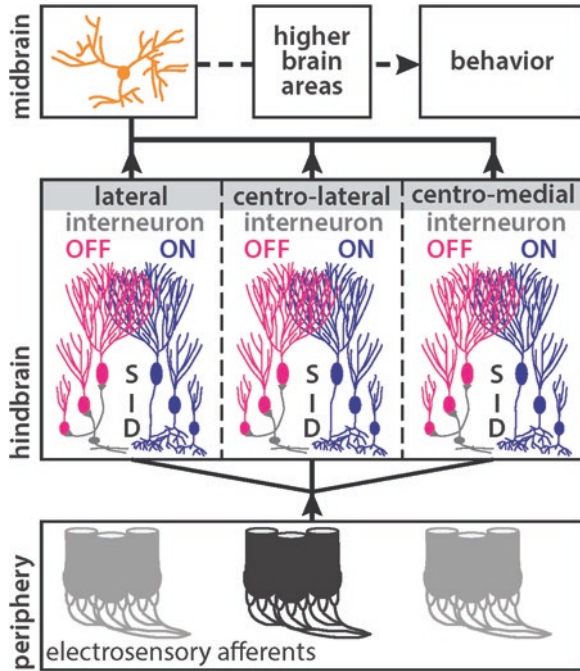 midbrain
higher
brain
areas
behavior
hindbrain
lateral
interneuron
OFF ON
S
I
D
centro-lateral
interneuron
OFF ON
S
I
D
centro-medial
interneuron
OFF ON
S
I
D
periphery
electrosensory afferents